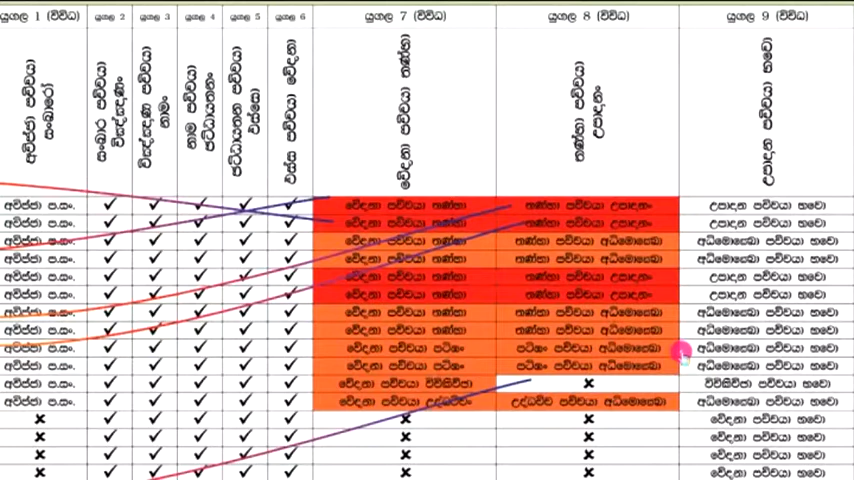 යුගල 1 (විවිධ) යුගල 2 යුගල 3 යුගල 4 යුගල 5 යුගල 6 යුගල 7 (විවිධ) යුගල 8 (විවිධ) යුගල 9 (විවිධ)
අවිජ්ජා පච්චයා සංඛාරෝ
සංඛාර පච්චයා විඤ්ඤාණං
විඤ්ඤාණ පච්චයා නාමං
නාම පච්චයා
පච්චයා
පච්චයා වේදනා
වේදනා පච්චයා තණ්හා
තණ්හා පච්චයා උපාදානං
උපාදාන පච්චයා භවො
අවිජ්ජා ප.සං. ✓ ✓ ✓ ✓ ✓ වේදනා පච්චයා තණ්හා තණ්හා පච්චයා උපාදානං උපාදාන පච්චයා භවො
අවිජ්ජා ප.සං. ✓ ✓ ✓ ✓ ✓ වේදනා පච්චයා තණ්හා තණ්හා පච්චයා උපාදානං උපාදාන පච්චයා භවො
අවිජ්ජා ප.සං. ✓ ✓ ✓ ✓ ✓ වේදනා පච්චයා තණ්හා තණ්හා පච්චයා අධිමොක්ඛො අධිමොක්ඛො පච්චයා භවො
අවිජ්ජා ප.සං. ✓ ✓ ✓ ✓ ✓ වේදනා පච්චයා තණ්හා තණ්හා පච්චයා අධිමොක්ඛො අධිමොක්ඛො පච්චයා භවො
අවිජ්ජා ප.සං. ✓ ✓ ✓ ✓ ✓ වේදනා පච්චයා තණ්හා තණ්හා පච්චයා උපාදානං උපාදාන පච්චයා භවො
අවිජ්ජා ප.සං. ✓ ✓ ✓ ✓ ✓ වේදනා පච්චයා තණ්හා තණ්හා පච්චයා උපාදානං උපාදාන පච්චයා භවො
අවිජ්ජා ප.සං. ✓ ✓ ✓ ✓ ✓ වේදනා පච්චයා තණ්හා තණ්හා පච්චයා අධිමොක්ඛො අධිමොක්ඛො පච්චයා භවො
අවිජ්ජා ප.සං. ✓ ✓ ✓ ✓ ✓ වේදනා පච්චයා තණ්හා තණ්හා පච්චයා අධිමොක්ඛො අධිමොක්ඛො පච්චයා භවො
අවිජ්ජා ප.සං. ✓ ✓ ✓ ✓ ✓ වේදනා පච්චයා පටිඝං පටිඝං පච්චයා අධිමොක්ඛො අධිමොක්ඛො පච්චයා භවො
අවිජ්ජා ප.සං. ✓ ✓ ✓ ✓ ✓ වේදනා පච්චයා පටිඝං පටිඝං පච්චයා අධිමොක්ඛො අධිමොක්ඛො පච්චයා භවො
අවිජ්ජා ප.සං. ✓ ✓ ✓ ✓ ✓ වේදනා පච්චයා විචිකිච්ඡා ✖ විචිකිච්ඡා පච්චයා භවො
අවිජ්ජා ප.සං. ✓ ✓ ✓ ✓ ✓ වේදනා පච්චයා උද්ධච්චං උද්ධච්ච පච්චයා අධිමොක්ඛො අධිමොක්ඛො පච්චයා භවො
✖ ✓ ✓ ✓ ✓ ✓ ✖ ✖ වේදනා පච්චයා භවො
✖ ✓ ✓ ✓ ✓ ✓ ✖ ✖ වේදනා පච්චයා භවො
✖ ✓ ✓ ✓ ✓ ✓ ✖ ✖ වේදනා පච්චයා භවො
✖ ✓ ✓ ✓ ✓ ✓ ✖ ✖ වේදනා පච්චයා භවො